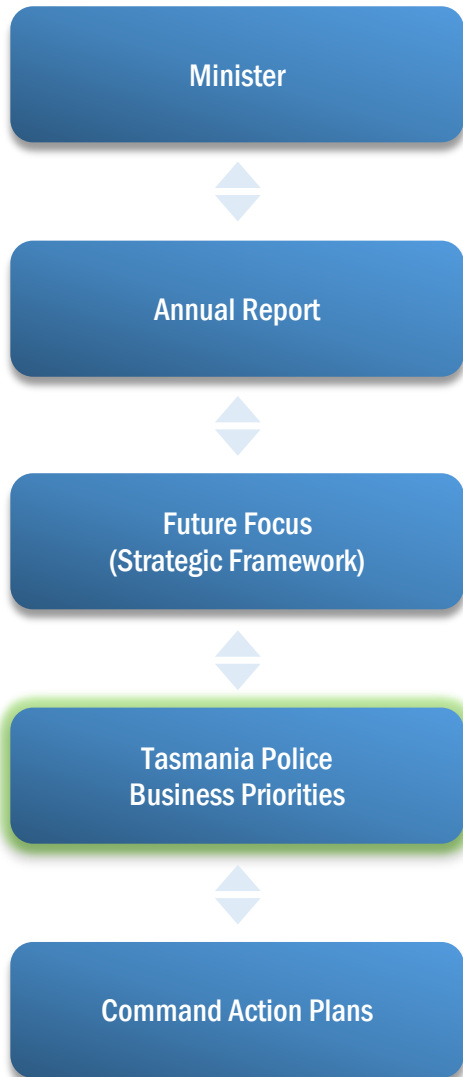 Minister
Annual Report
Future Focus
(Strategic Framework)
Tasmania Police
Business Priorities
Command Action Plans